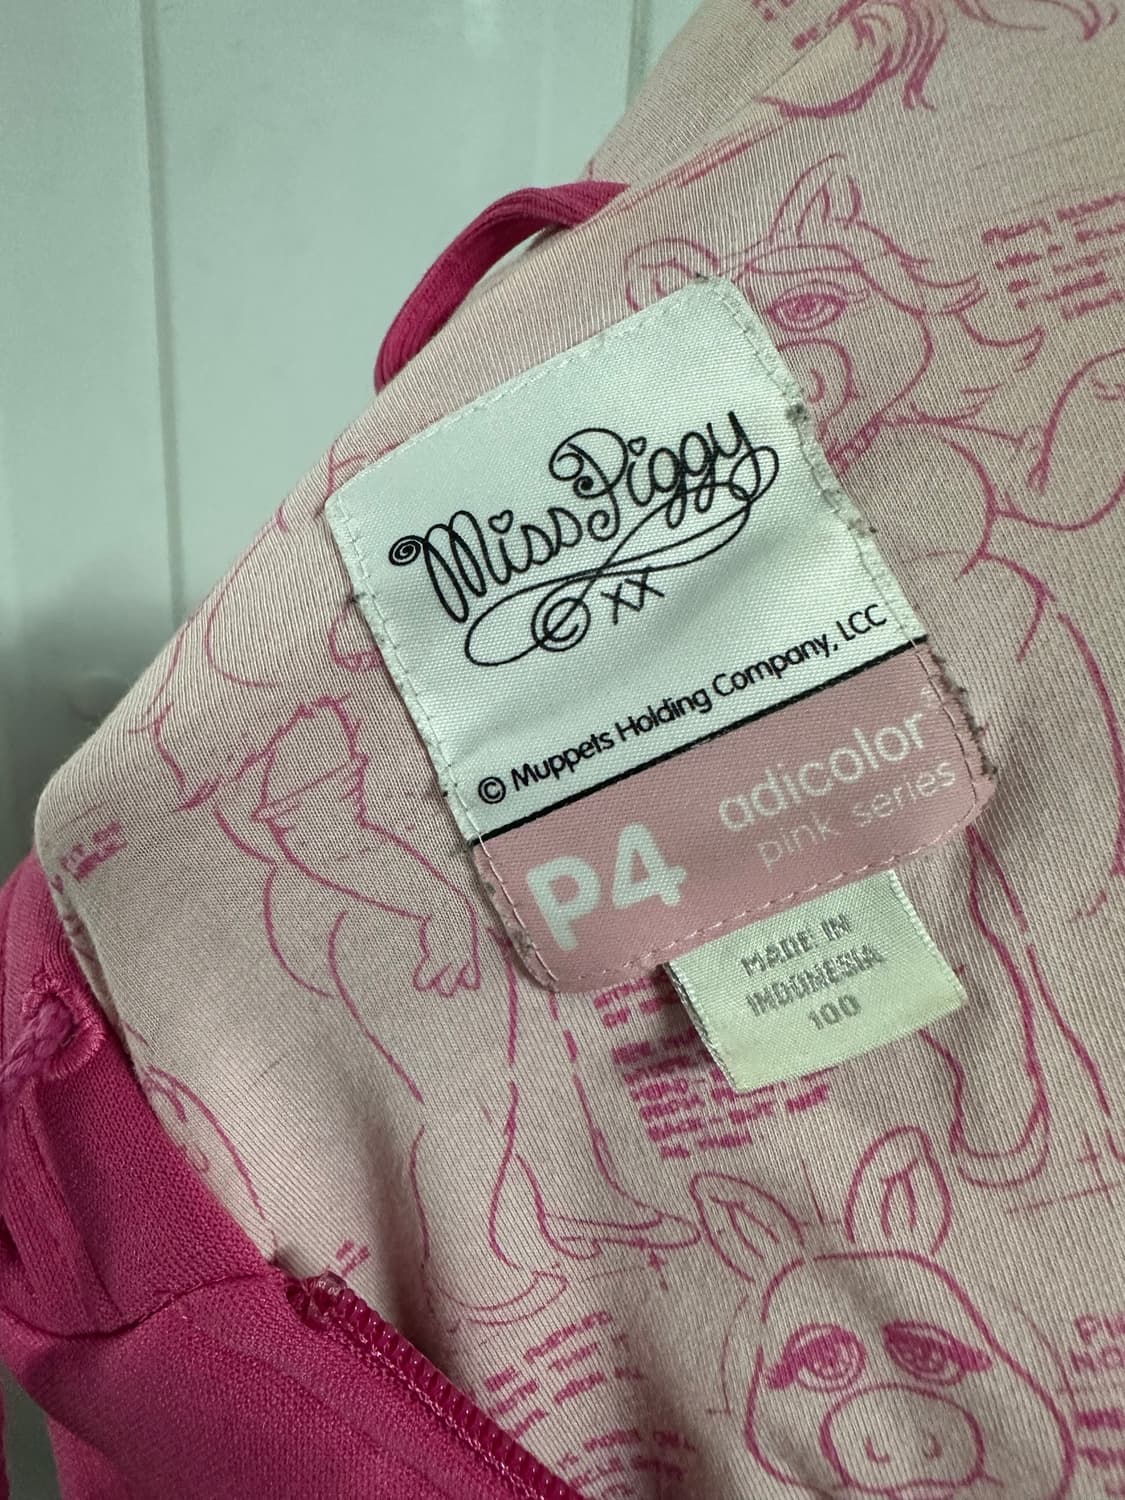 Miss Piggy
© XX
© Muppets Holding Company, LCC
P4 adicolor
pink series
MADE IN
INDONESIA
100